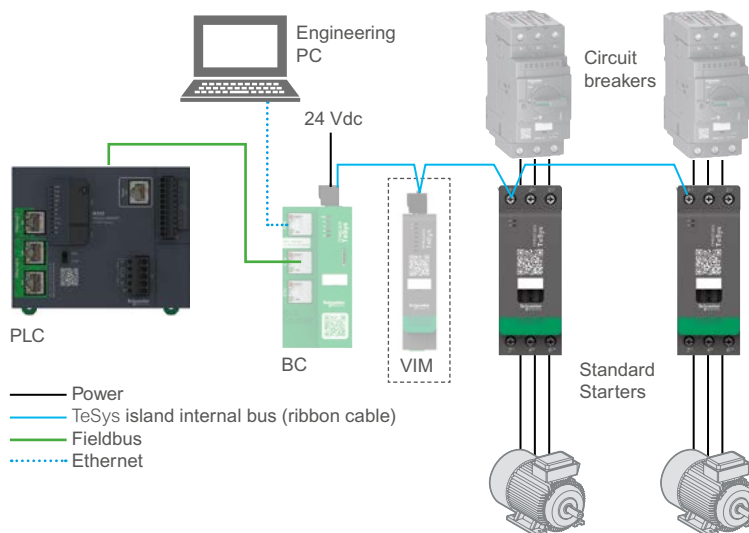 Engineering
PC
Circuit
breakers
24 Vdc
TeSys
PLC
BC
VIM
Standard
Starters
Power
TeSys island internal bus (ribbon cable)
Fieldbus
Ethernet